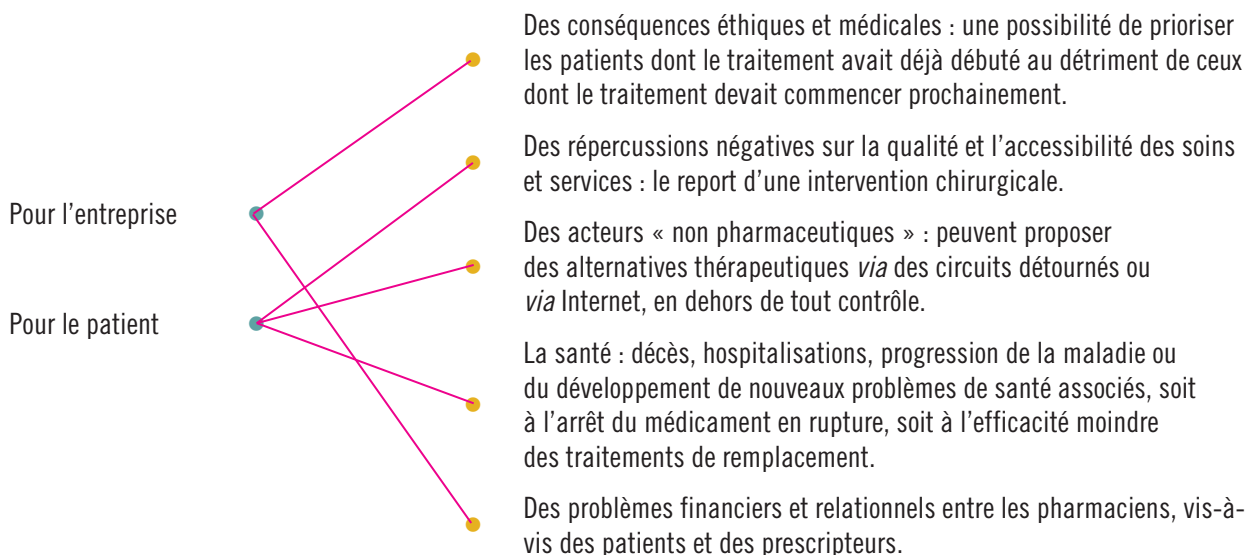 Des conséquences éthiques et médicales : une possibilité de prioriser
les patients dont le traitement avait déjà débuté au détriment de ceux
dont le traitement devait commencer prochainement.
Des répercussions négatives sur la qualité et l'accessibilité des soins
et services : le report d'une intervention chirurgicale.
Pour l'entreprise
Des acteurs « non pharmaceutiques » : peuvent proposer
des alternatives thérapeutiques via des circuits détournés ou
via Internet, en dehors de tout contrôle.
Pour le patient
La santé : décès, hospitalisations, progression de la maladie ou
du développement de nouveaux problèmes de santé associés, soit
à l'arrêt du médicament en rupture, soit à l'efficacité moindre
des traitements de remplacement.
Des problèmes financiers et relationnels entre les pharmaciens, vis-à-
vis des patients et des prescripteurs.